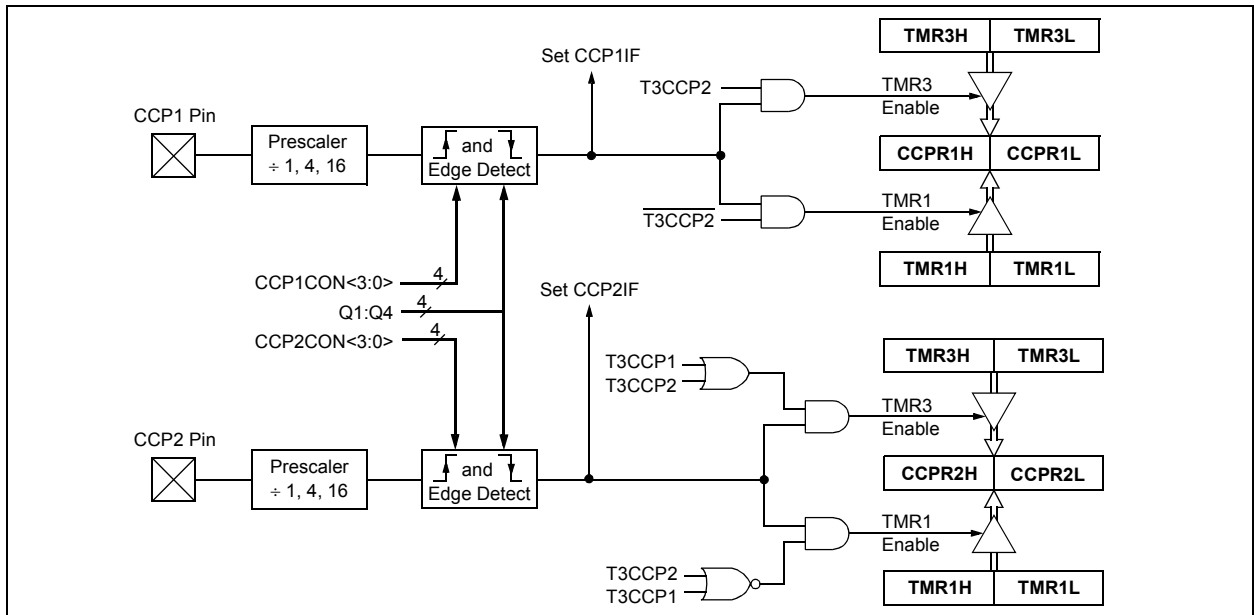 TMR3H TMR3L
Set CCP1IF
T3CCP2
TMR3
Enable
CCP1 Pin
Prescaler
÷ 1, 4, 16
and
Edge Detect
CCPR1H CCPR1L
T3CCP2
TMR1
Enable
TMR1H TMR1L
CCP1CON<3:0> 4
Q1:Q4 4
CCP2CON<3:0> 4
Set CCP2IF
TMR3H TMR3L
T3CCP1
T3CCP2
TMR3
Enable
CCP2 Pin
Prescaler
÷ 1, 4, 16
and
Edge Detect
CCPR2H CCPR2L
TMR1
Enable
T3CCP2
T3CCP1
TMR1H TMR1L